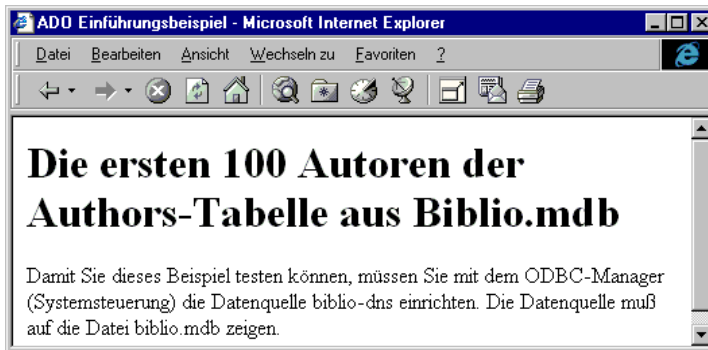 ADO Einführungsbeispiel - Microsoft Internet Explorer
Datei Bearbeiten Ansicht Wechseln zu Favoriten ?
Die ersten 100 Autoren der
Authors-Tabelle aus Biblio.mdb
Damit Sie dieses Beispiel testen können, müssen Sie mit dem ODBC-Manager
(Systemsteuerung) die Datenquelle biblio-dns einrichten. Die Datenquelle muß
auf die Datei biblio.mdb zeigen.